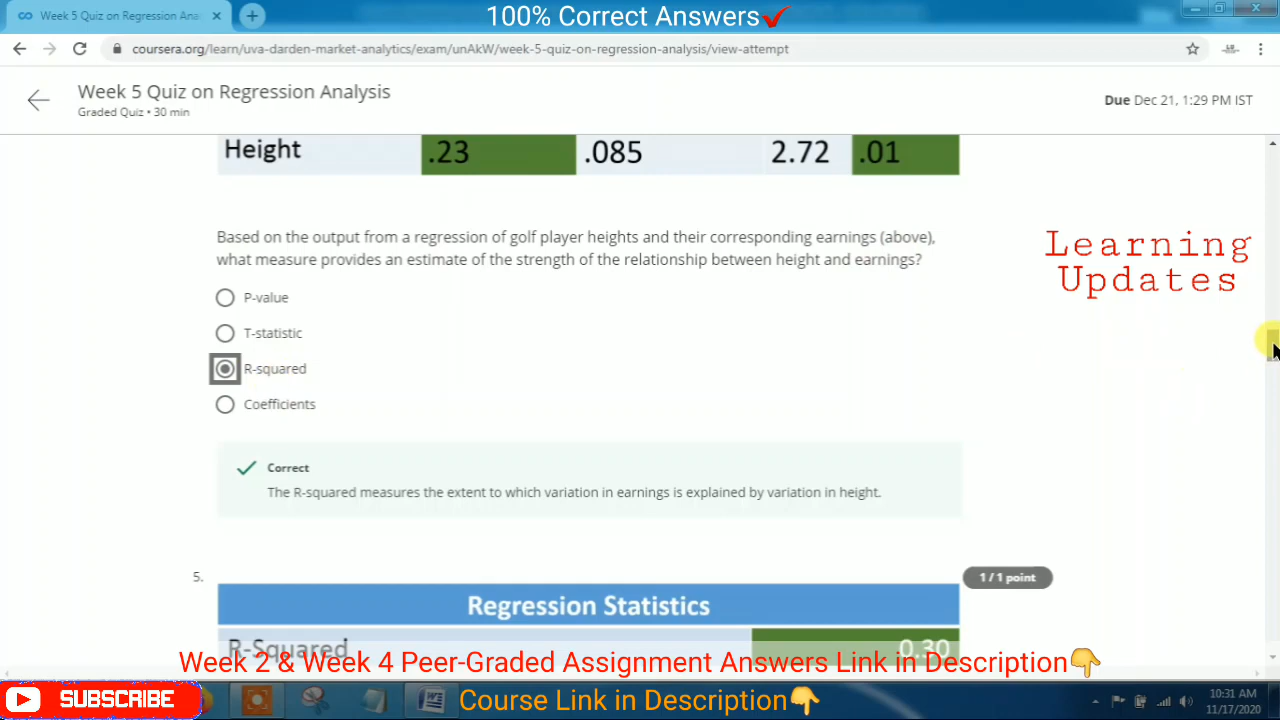 Week 5 Quiz on Regression Ana
100% Correct Answers
coursera.org/learn/uva-darden-market-analytics/exam/unAkW/week-5-quiz-on-regression-analysis/view-attempt
Week 5 Quiz on Regression Analysis
Graded Quiz • 30 min
Due Dec 21, 1:29 PM IST
Height .23 .085 2.72 .01
Based on the output from a regression of golf player heights and their corresponding earnings (above),
what measure provides an estimate of the strength of the relationship between height and earnings?
Learning
Updates
P-value
T-statistic
R-squared
Coefficients
Correct
The R-squared measures the extent to which variation in earnings is explained by variation in height.
5.
1 / 1 point
Regression Statistics
R-Squared 0.30
Week 2 & Week 4 Peer-Graded Assignment Answers Link in Description
SUBSCRIBE
Course Link in Description
10:31 AM
11/17/2020